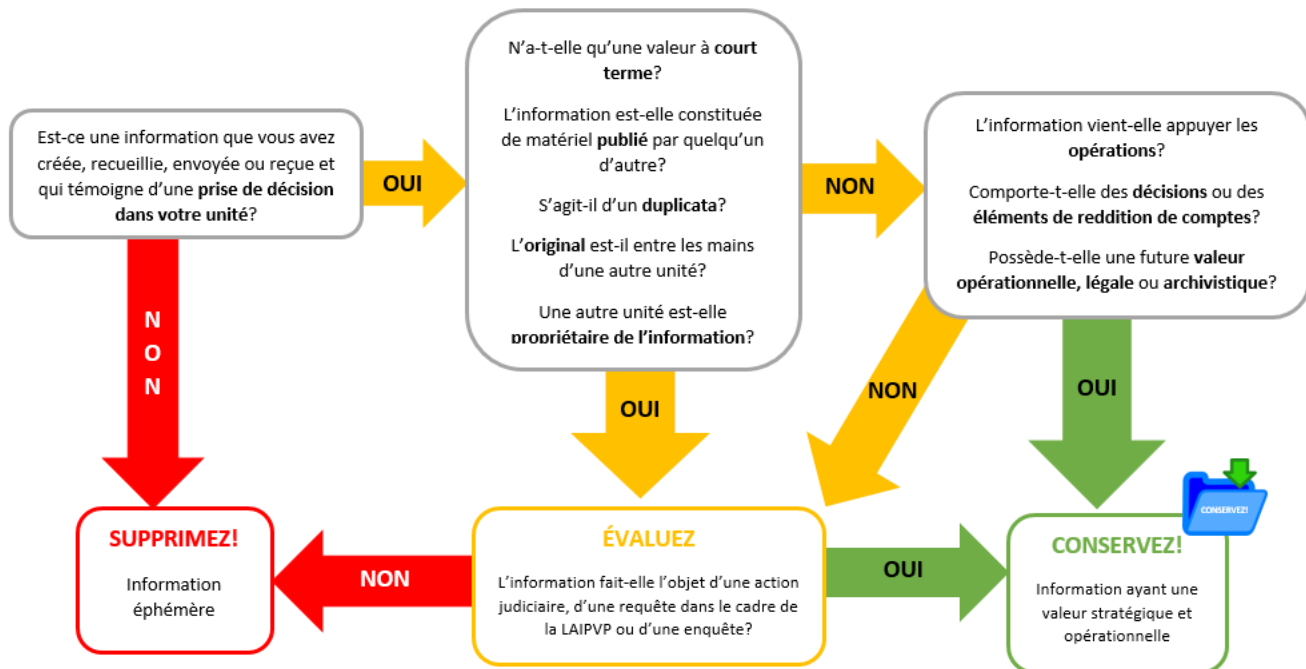 Est-ce une information que vous avez
créée, recueillie, envoyée ou reçue et
qui témoigne d'une prise de décision
dans votre unité?
OUI
N'a-t-elle qu'une valeur à court
terme?
L'information est-elle constituée
de matériel publié par quelqu'un
d'autre?
S'agit-il d'un duplicata?
L'original est-il entre les mains
d'une autre unité?
Une autre unité est-elle
propriétaire de l'information?
NON
L'information vient-elle appuyer les
opérations?
Comporte-t-elle des décisions ou des
éléments de reddition de comptes?
Possède-t-elle une future valeur
opérationnelle, légale ou archivistique?
N
O
N
OUI
NON
OUI
SUPPRIMEZ!
Information
éphémère
NON
ÉVALUEZ
L'information fait-elle l'objet d'une action
judiciaire, d'une requête dans le cadre de
la LAIPVP ou d'une enquête?
OUI
CONSERVEZ!
CONSERVEZ!
Information ayant une
valeur stratégique et
opérationnelle